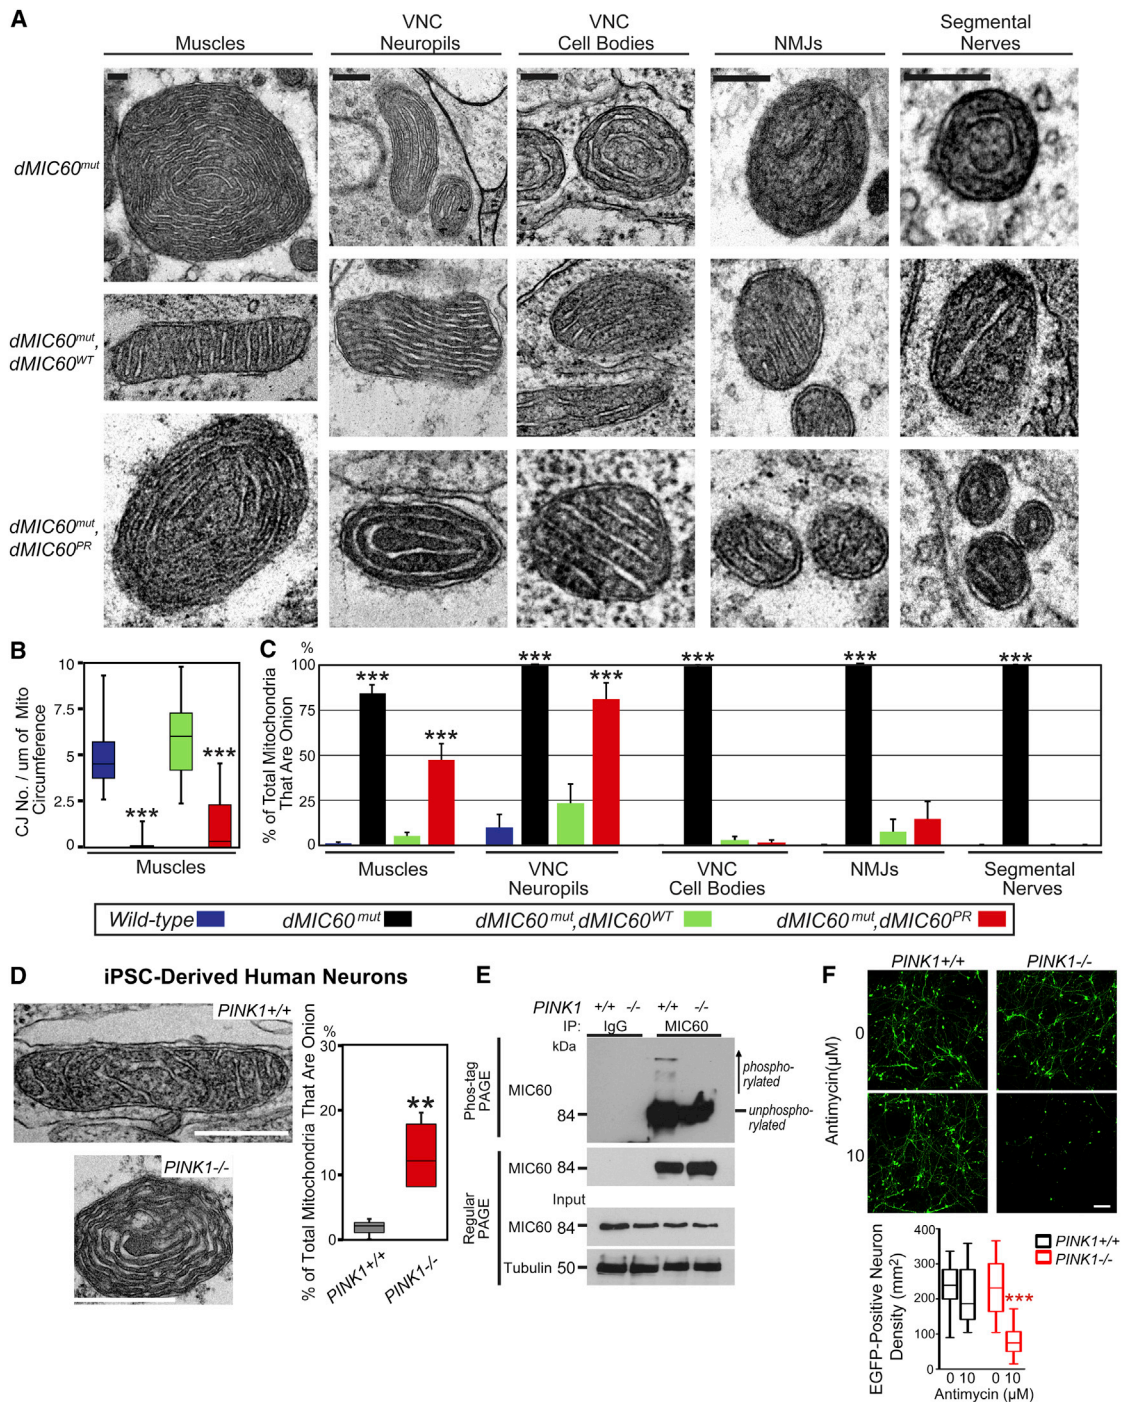 A
Muscles
VNC
Neuropils
VNC
Cell Bodies
NMJs
Segmental
Nerves
dMIC60mut
dMIC60mut,
dMIC60WT
dMIC60mut,
dMIC60PR
B
CJ No. / um of Mito
Circumference
10
7.5
5
2.5
0
***
***
Muscles
C
%
% of Total Mitochondria
That Are Onion
100
75
50
25
0
***
***
***
***
***
***
***
Muscles
VNC
Neuropils
VNC
Cell Bodies
NMJs
Segmental
Nerves
Wild-type
dMIC60mut
dMIC60mut,dMIC60WT
dMIC60mut,dMIC60PR
D
iPSC-Derived Human Neurons
PINK1+/+
PINK1-/-
% of Total Mitochondria That Are Onion
%
30
20
10
0
**
PINK1+/+
PINK1-/-
E
PINK1 +/+ -/- +/+ -/-
IP: IgG MIC60
kDa
Phos-tag
PAGE
MIC60
84
phospho-
rylated
unphospho-
rylated
Regular
PAGE
MIC60 84
Input
MIC60 84
Tubulin 50
F
PINK1+/+
PINK1-/-
Antimycin(µM)
0
10
EGFP-Positive Neuron
Density (mm2)
400
300
200
100
0
***
PINK1+/+
PINK1-/-
0 10 0 10
Antimycin (µM)